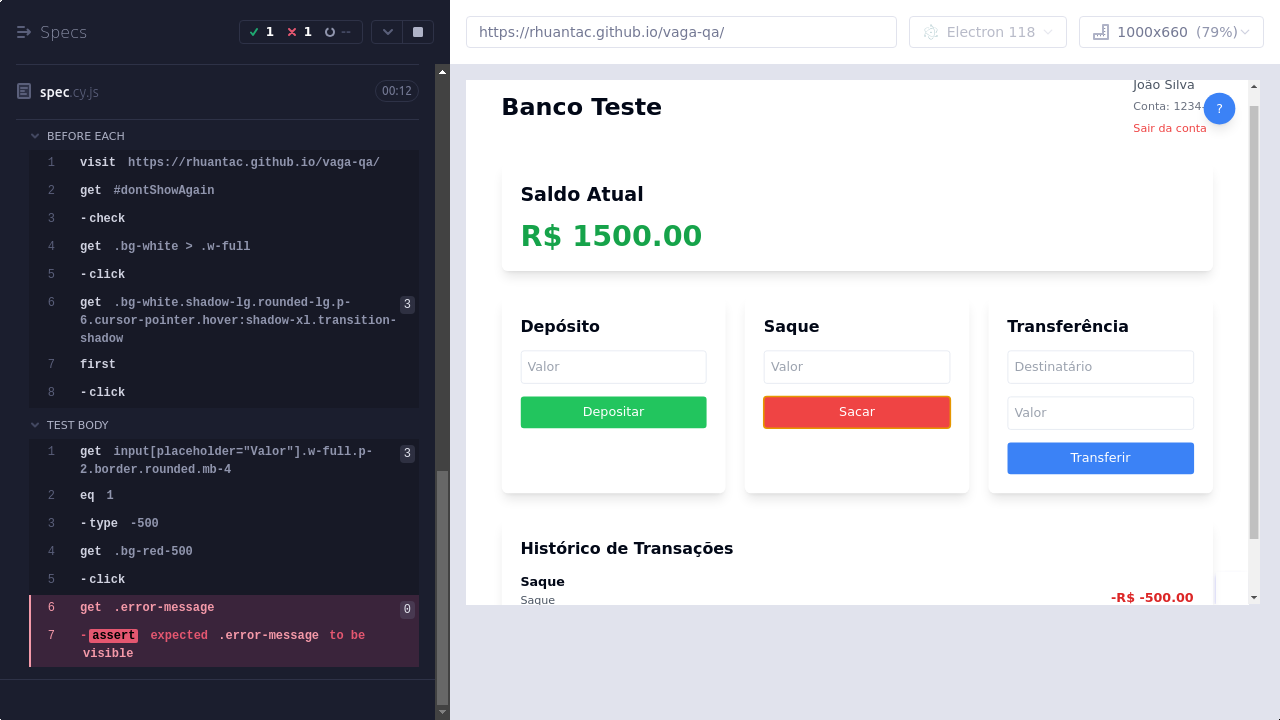 Specs
1
1
--
https://rhuantac.github.io/vaga-qa/
Electron 118
1000x660 (79%)
spec.cy.js
00:12
BEFORE EACH
1 visit https://rhuantac.github.io/vaga-qa/
2 get #dontShowAgain
3 -check
4 get .bg-white > .w-full
5 -click
6 get .bg-white.shadow-lg.rounded-lg.p-
6.cursor-pointer.hover:shadow-xl.transition-
shadow
3
7 first
8 -click
TEST BODY
1 get input[placeholder="Valor"].w-full.p-
2.border.rounded.mb-4
3
2 eq 1
3 -type -500
4 get .bg-red-500
5 -click
6 get .error-message 0
7 -assert expected .error-message to be
visible
Banco Teste
João Silva
Conta: 1234-
Sair da conta
?
Saldo Atual
R$ 1500.00
Depósito
Valor
Depositar
Saque
Valor
Sacar
Transferência
Destinatário
Valor
Transferir
Histórico de Transações
Saque
Saque
-R$ -500.00